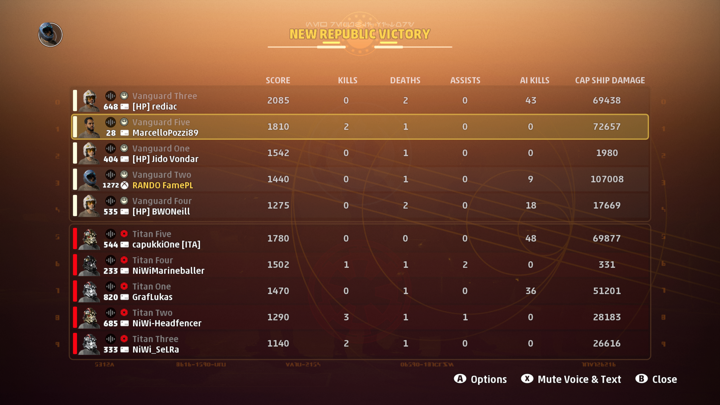 NEW REPUBLIC VICTORY
SCORE KILLS DEATHS ASSISTS AI KILLS CAP SHIP DAMAGE
Vanguard Three
648 [HP] rediac 2085 0 2 0 43 69438
Vanguard Five
28 MarcelloPozzi89 1810 2 1 0 0 72657
Vanguard One
404 [HP] Jido Vondar 1542 0 1 0 0 1980
Vanguard Two
1272 RANDO FamePL 1440 0 1 0 9 107008
Vanguard Four
535 [HP] BWONeill 1275 0 2 0 18 17669
Titan Five
544 capukkiOne [ITA] 1780 0 0 0 48 69877
Titan Four
233 NiWiMarineballer 1502 1 1 2 0 331
Titan One
820 GrafLukas 1470 0 1 0 36 51201
Titan Two
685 NiWi-Headfencer 1290 3 1 1 0 28183
Titan Three
333 NiWi_SelRa 1140 2 1 0 0 26616
A Options X Mute Voice & Text B Close